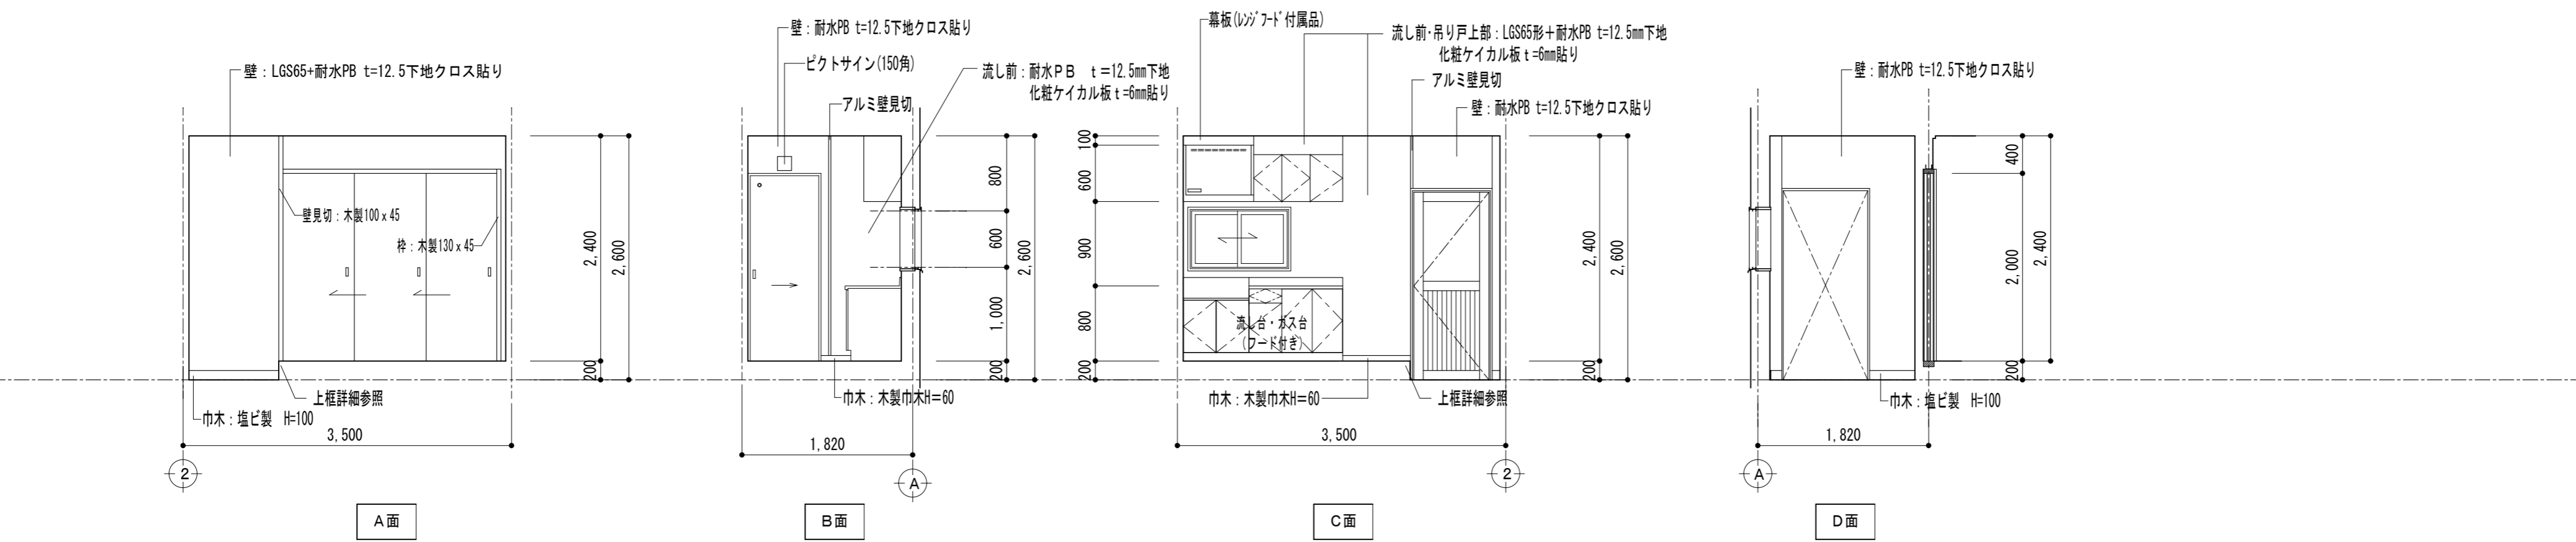 壁：LGS65+耐水PB t=12.5下地クロス貼り
壁見切：木製100ｘ45
枠：木製130ｘ45
上框詳細参照
巾木：塩ビ製 H=100
2,400
2,600
200
3,500
2
A面
壁：耐水PB t=12.5下地クロス貼り
ピクトサイン(150角)
アルミ壁見切
流し前：耐水ＰＢ ｔ＝12.5㎜下地
化粧ケイカル板ｔ=6㎜貼り
巾木：木製巾木H=60
800
600
1,000
200
2,600
1,820
A
B面
幕板(ﾚﾝｼﾞﾌｰﾄﾞ付属品)
流し前・吊り戸上部：LGS65形＋耐水PB t=12.5㎜下地
化粧ケイカル板ｔ=6㎜貼り
アルミ壁見切
壁：耐水PB t=12.5下地クロス貼り
100
600
900
800
200
流し台・ガス台
(フード付き)
巾木：木製巾木H=60
上框詳細参照
2,400
2,600
200
3,500
2
C面
壁：耐水PB t=12.5下地クロス貼り
400
2,000
2,400
200
巾木：塩ビ製 H=100
1,820
A
D面